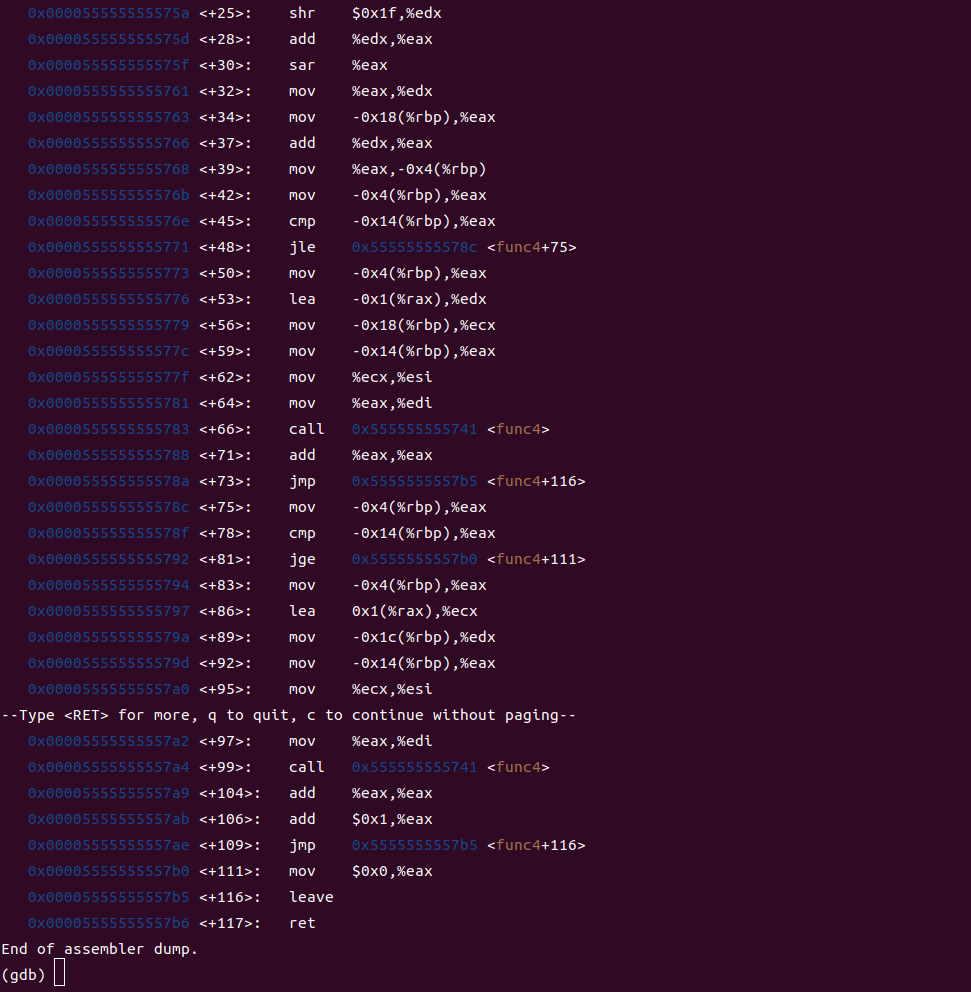 0x000055555555575a <+25>:    shr    $0x1f,%edx
0x000055555555575d <+28>:    add    %edx,%eax
0x000055555555575f <+30>:    sar    %eax
0x0000555555555761 <+32>:    mov    %eax,%edx
0x0000555555555763 <+34>:    mov    -0x18(%rbp),%eax
0x0000555555555766 <+37>:    add    %edx,%eax
0x0000555555555768 <+39>:    mov    %eax,-0x4(%rbp)
0x000055555555576b <+42>:    mov    -0x4(%rbp),%eax
0x000055555555576e <+45>:    cmp    -0x14(%rbp),%eax
0x0000555555555771 <+48>:    jle    0x55555555578c <func4+75>
0x0000555555555773 <+50>:    mov    -0x4(%rbp),%eax
0x0000555555555776 <+53>:    lea    -0x1(%rax),%edx
0x0000555555555779 <+56>:    mov    -0x18(%rbp),%ecx
0x000055555555577c <+59>:    mov    -0x14(%rbp),%eax
0x000055555555577f <+62>:    mov    %ecx,%esi
0x0000555555555781 <+64>:    mov    %eax,%edi
0x0000555555555783 <+66>:    call   0x555555555741 <func4>
0x0000555555555788 <+71>:    add    %eax,%eax
0x000055555555578a <+73>:    jmp    0x5555555557b5 <func4+116>
0x000055555555578c <+75>:    mov    -0x4(%rbp),%eax
0x000055555555578f <+78>:    cmp    -0x14(%rbp),%eax
0x0000555555555792 <+81>:    jge    0x5555555557b0 <func4+111>
0x0000555555555794 <+83>:    mov    -0x4(%rbp),%eax
0x0000555555555797 <+86>:    lea    0x1(%rax),%ecx
0x000055555555579a <+89>:    mov    -0x1c(%rbp),%edx
0x000055555555579d <+92>:    mov    -0x14(%rbp),%eax
0x00005555555557a0 <+95>:    mov    %ecx,%esi
--Type <RET> for more, q to quit, c to continue without paging--
0x00005555555557a2 <+97>:    mov    %eax,%edi
0x00005555555557a4 <+99>:    call   0x555555555741 <func4>
0x00005555555557a9 <+104>:   add    %eax,%eax
0x00005555555557ab <+106>:   add    $0x1,%eax
0x00005555555557ae <+109>:   jmp    0x5555555557b5 <func4+116>
0x00005555555557b0 <+111>:   mov    $0x0,%eax
0x00005555555557b5 <+116>:   leave
0x00005555555557b6 <+117>:   ret
End of assembler dump.
(gdb)